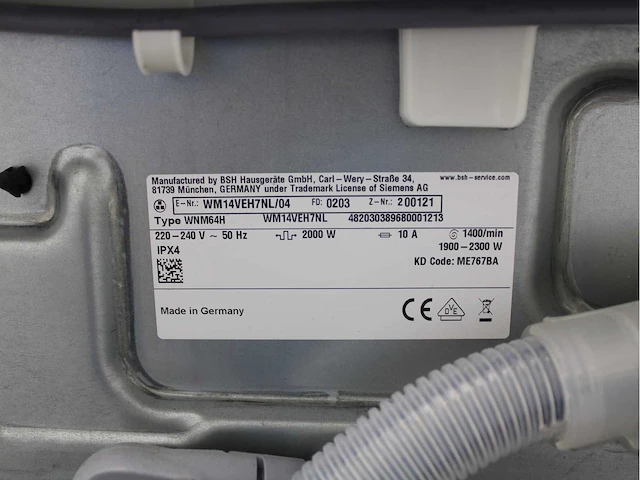 Manufactured by BSH Hausgeräte GmbH, Carl-Wery-Straße 34,
81739 München, GERMANY under Trademark License of Siemens AG
www.bsh-service.com
E-Nr.: WM14VEH7NL/04 FD: 0203 Z-Nr.: 200121
Type WNM64H WM14VEH7NL 482030389680001213
220-240 V ~ 50 Hz 2000 W 10 A 1400/min
IPX4 1900-2300 W
KD Code: ME767BA
Made in Germany
CE DVE